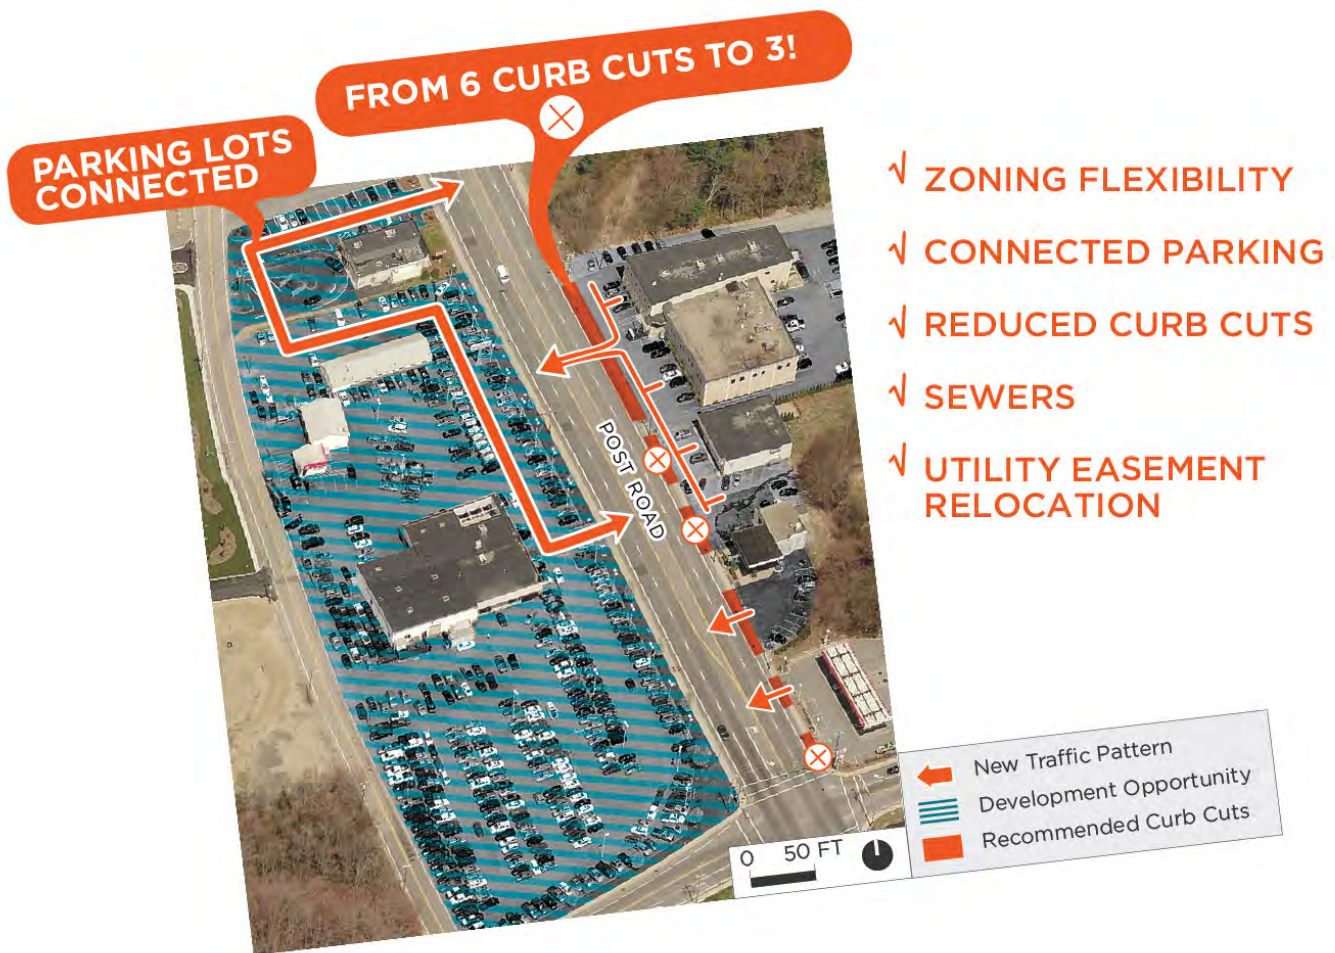 FROM 6 CURB CUTS TO 3!
PARKING LOTS
CONNECTED
√ ZONING FLEXIBILITY
√ CONNECTED PARKING
√ REDUCED CURB CUTS
√ SEWERS
√ UTILITY EASEMENT
RELOCATION
POST ROAD
New Traffic Pattern
Development Opportunity
Recommended Curb Cuts
0 50 FT